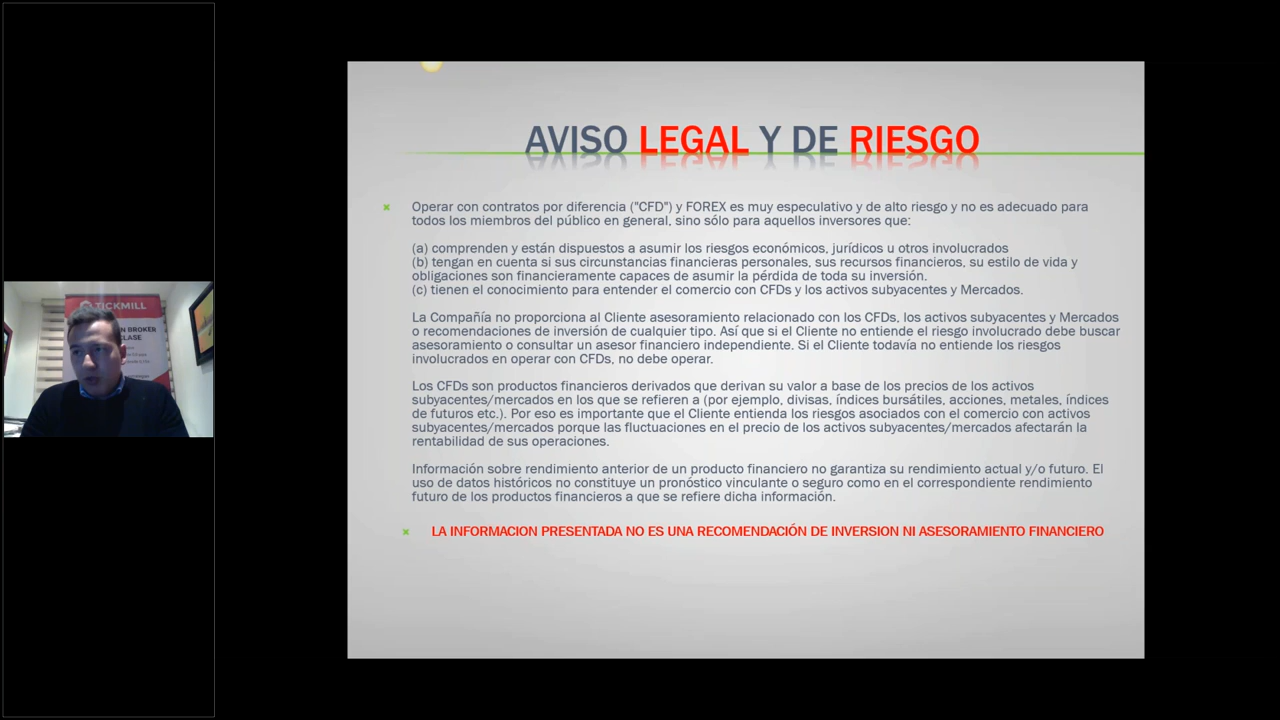 AVISO LEGAL Y DE RIESGO
Operar con contratos por diferencia ("CFD") y FOREX es muy especulativo y de alto riesgo y no es adecuado para
todos los miembros del público en general, sino sólo para aquellos inversores que:
(a) comprenden y están dispuestos a asumir los riesgos económicos, jurídicos u otros involucrados
(b) tengan en cuenta si sus circunstancias financieras personales, sus recursos financieros, su estilo de vida y
obligaciones son financieramente capaces de asumir la pérdida de toda su inversión.
(c) tienen el conocimiento para entender el comercio con CFDs y los activos subyacentes y Mercados.
La Compañía no proporciona al Cliente asesoramiento relacionado con los CFDs, los activos subyacentes y Mercados
o recomendaciones de inversión de cualquier tipo. Así que si el Cliente no entiende el riesgo involucrado debe buscar
asesoramiento o consultar un asesor financiero independiente. Si el Cliente todavía no entiende los riesgos
involucrados en operar con CFDs, no debe operar.
Los CFDs son productos financieros derivados que derivan su valor a base de los precios de los activos
subyacentes/mercados en los que se refieren a (por ejemplo, divisas, índices bursátiles, acciones, metales, índices
de futuros etc.). Por eso es importante que el Cliente entienda los riesgos asociados con el comercio con activos
subyacentes/mercados porque las fluctuaciones en el precio de los activos subyacentes/mercados afectarán la
rentabilidad de sus operaciones.
Información sobre rendimiento anterior de un producto financiero no garantiza su rendimiento actual y/o futuro. El
uso de datos históricos no constituye un pronóstico vinculante o seguro como en el correspondiente rendimiento
futuro de los productos financieros a que se refiere dicha información.
LA INFORMACION PRESENTADA NO ES UNA RECOMENDACIÓN DE INVERSION NI ASESORAMIENTO FINANCIERO
TICKMILL
BROKER